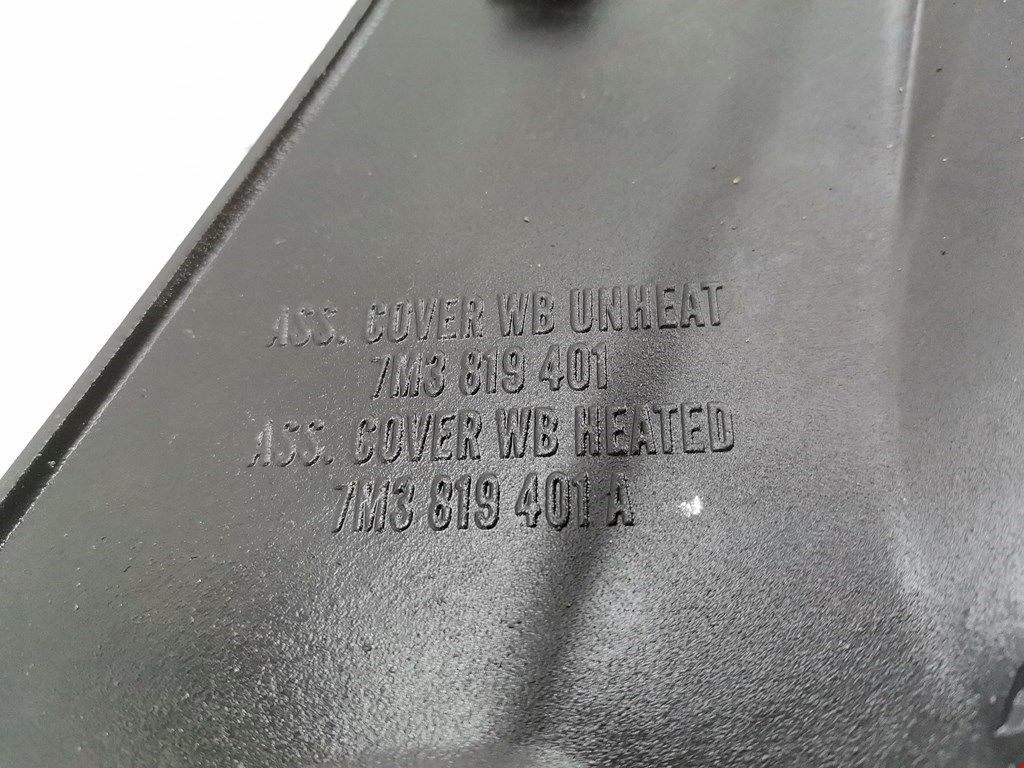 ASS. COVER WB UNHEAT
7M3 819 401
ASS. COVER WB HEATED
7M3 819 401 A